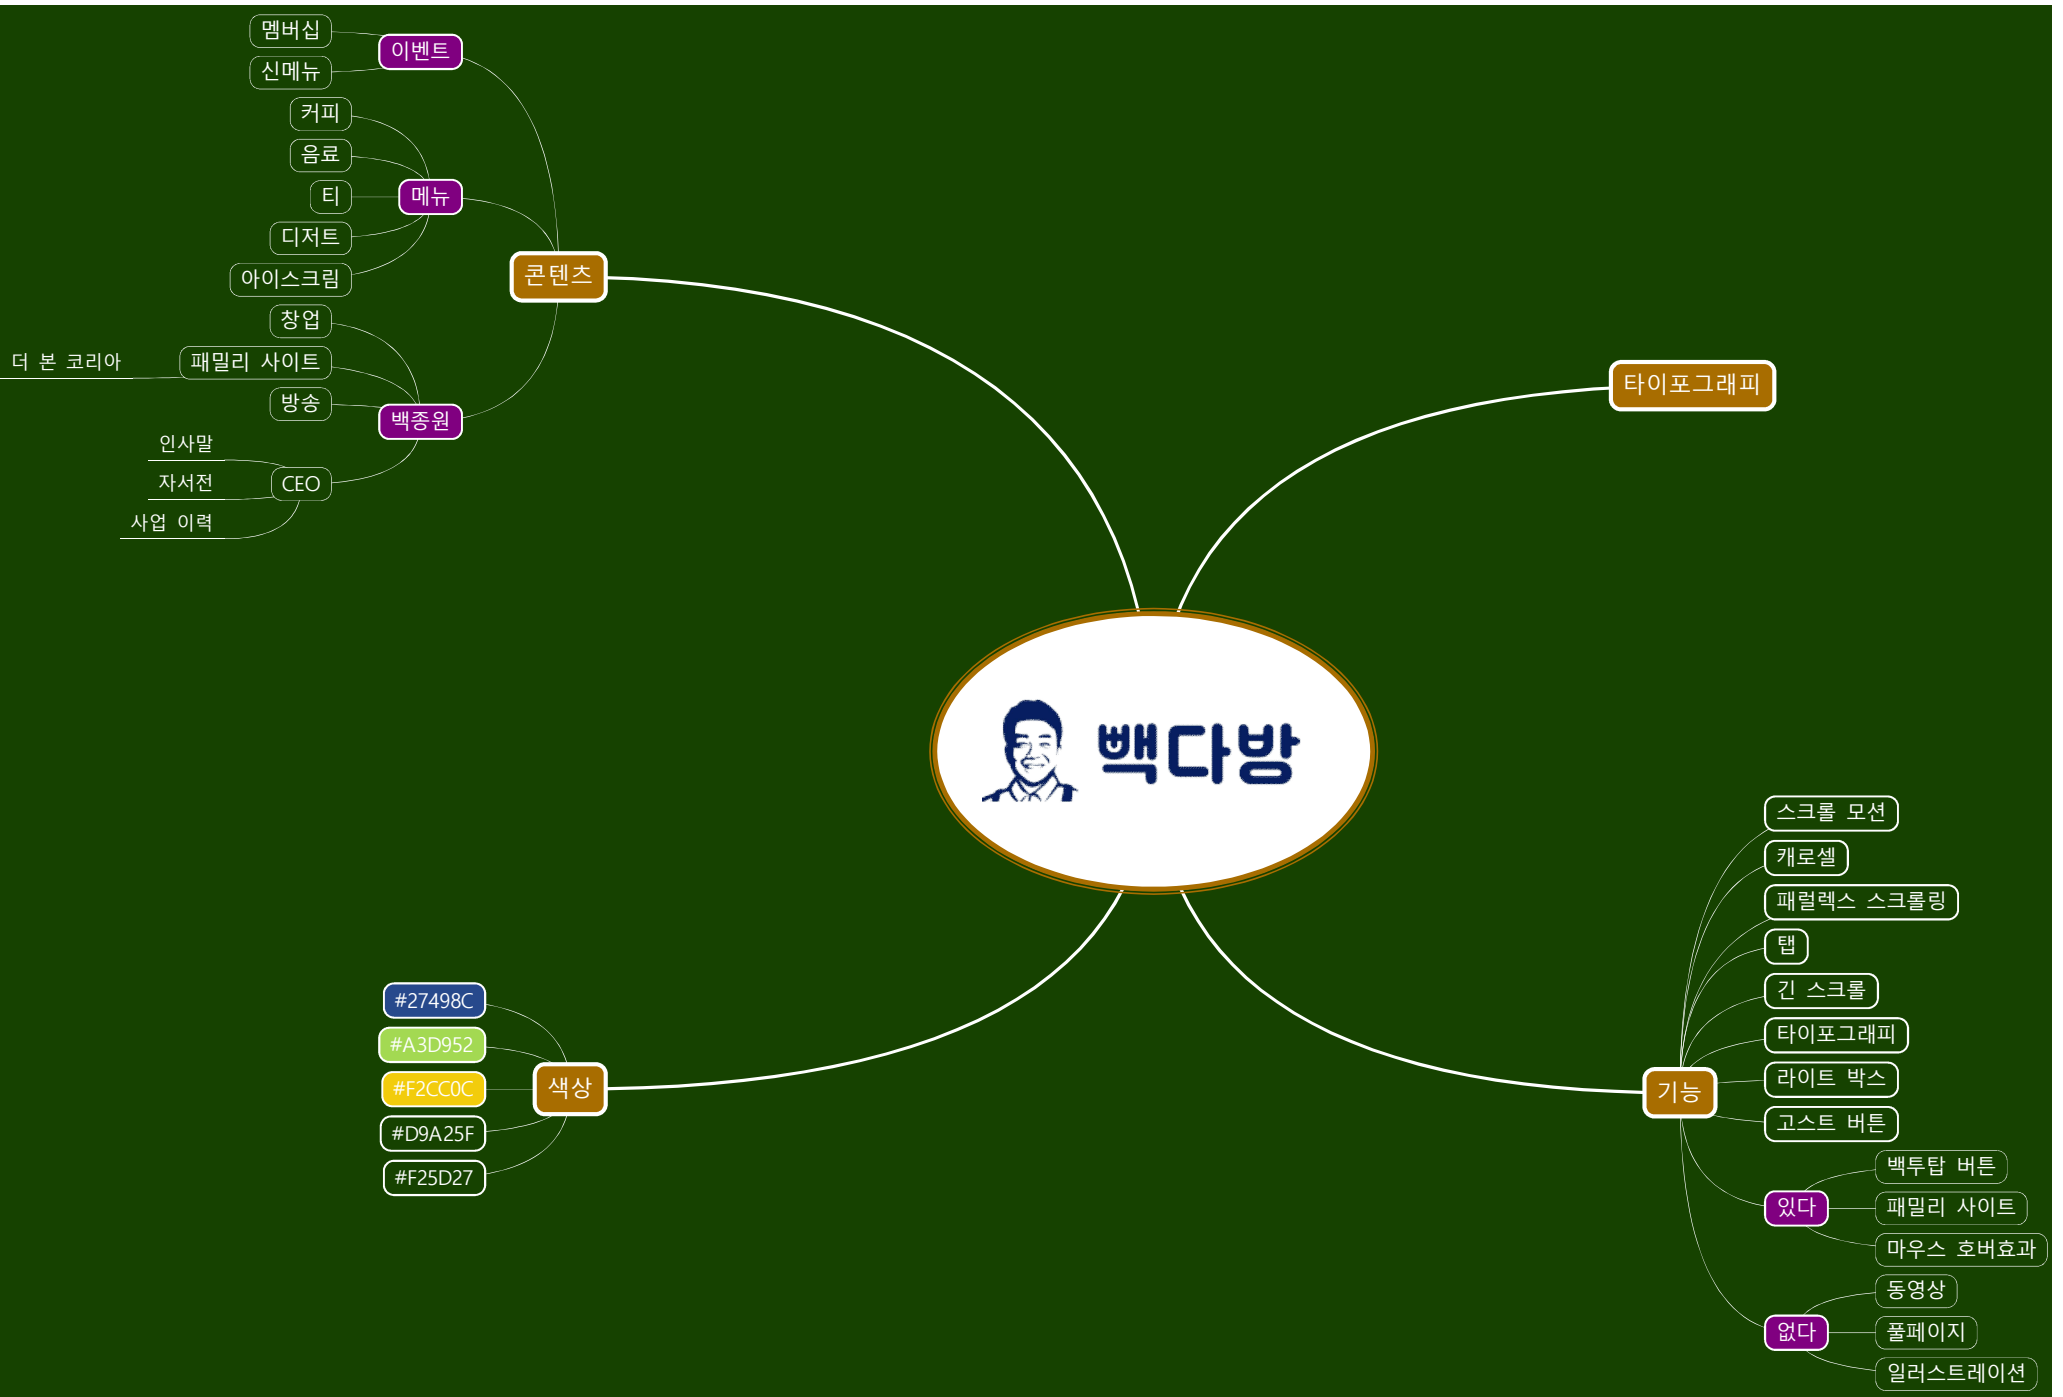 멤버십
이벤트
신메뉴
커피
음료
티
메뉴
디저트
아이스크림
콘텐츠
창업
더 본 코리아
패밀리 사이트
방송
백종원
인사말
CEO
자서전
사업 이력
타이포그래피
빽다방
#27498C
#A3D952
#F2CC0C
색상
#D9A25F
#F25D27
스크롤 모션
캐로셀
패럴렉스 스크롤링
탭
긴 스크롤
타이포그래피
라이트 박스
기능
고스트 버튼
백투탑 버튼
있다
패밀리 사이트
마우스 호버효과
동영상
없다
풀페이지
일러스트레이션